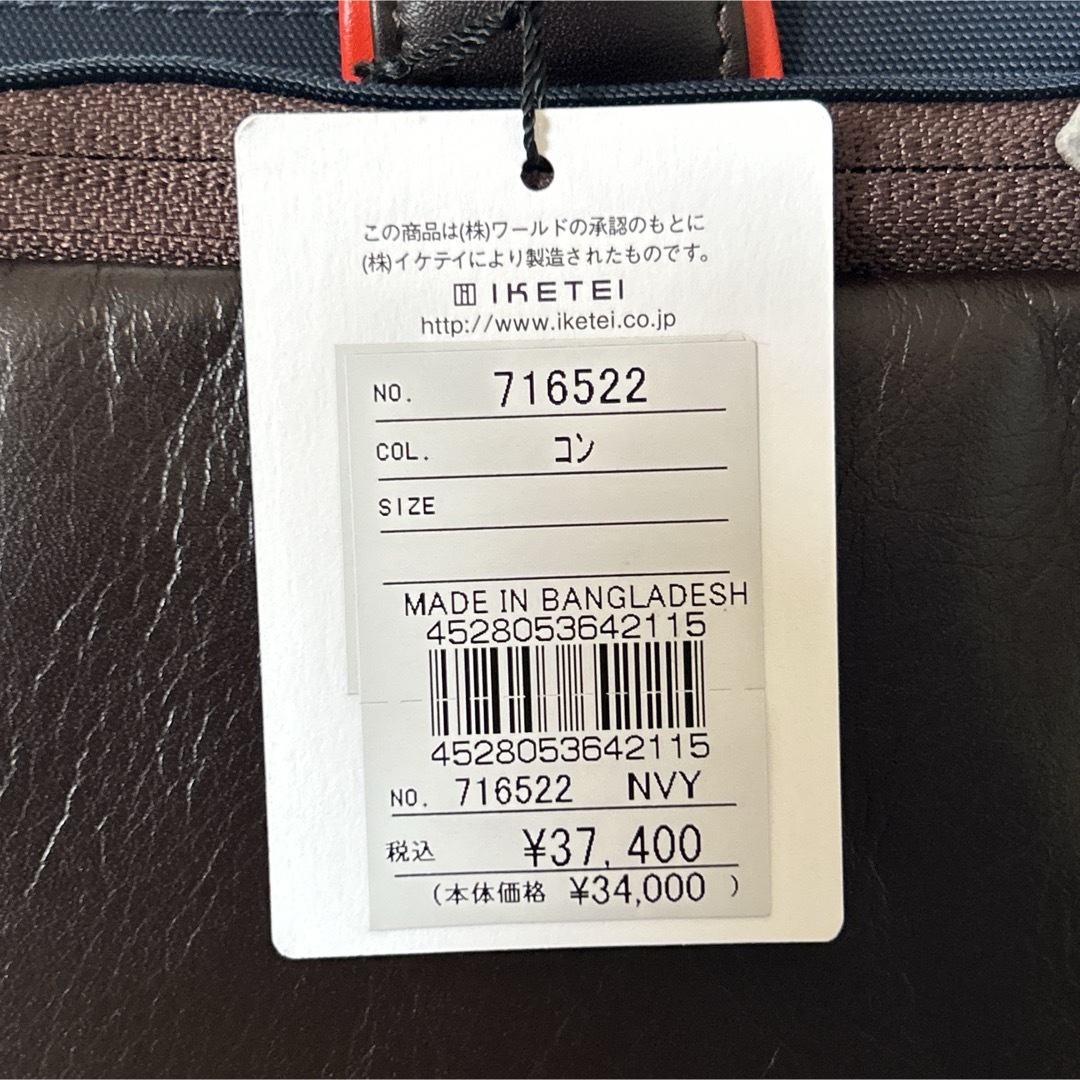 この商品は(株)ワールドの承認のもとに
(株)イケテイにより製造されたものです。
IKETEI
http://www.iketei.co.jp
NO. 716522
COL. コン
SIZE
MADE IN BANGLADESH
4528053642115
4528053642115
NO. 716522 NVY
税込 ¥37,400
(本体価格 ¥34,000 )